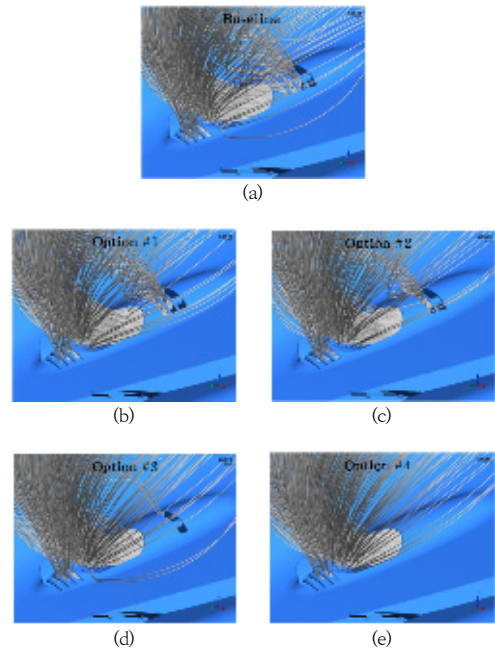 Baseline
(a)
Option #1
Option #2
(b)
(c)
Option #3
Option #4
(d)
(e)